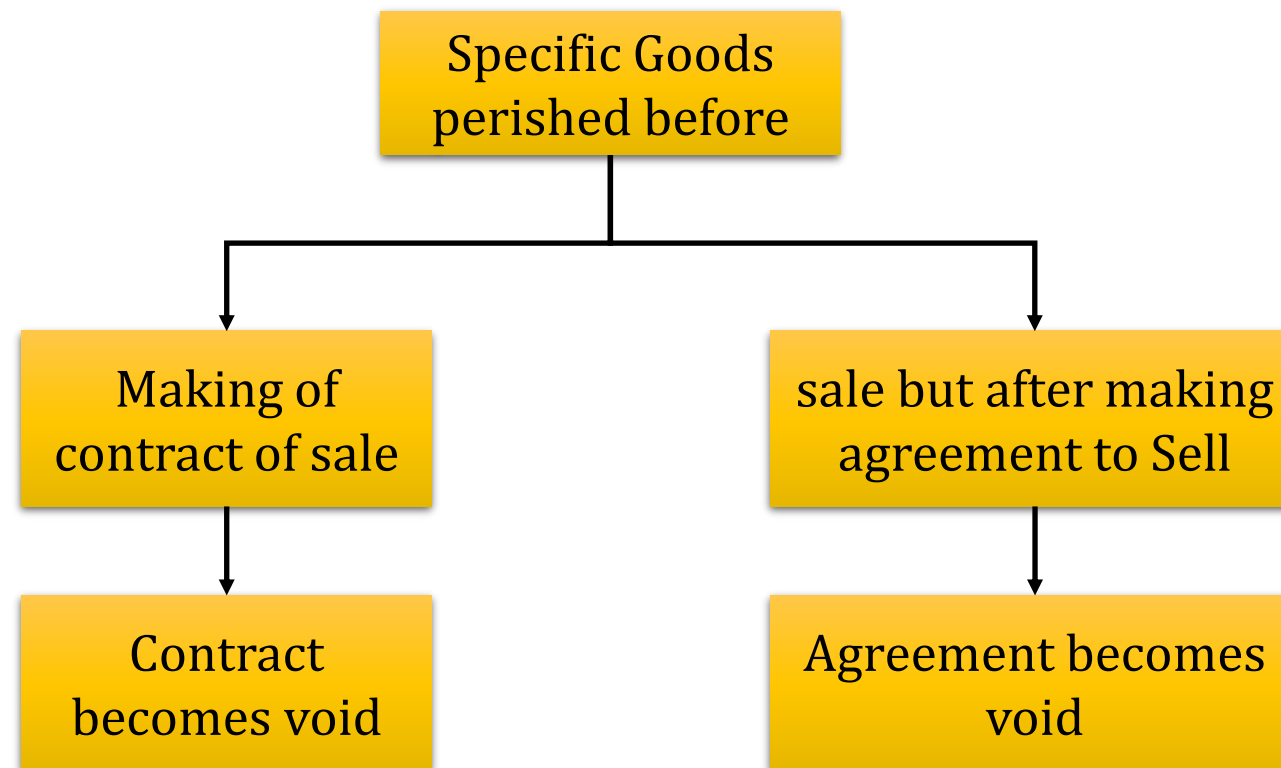 Specific Goods
perished before
Making of
contract of sale
sale but after making
agreement to Sell
Contract
becomes void
Agreement becomes
void